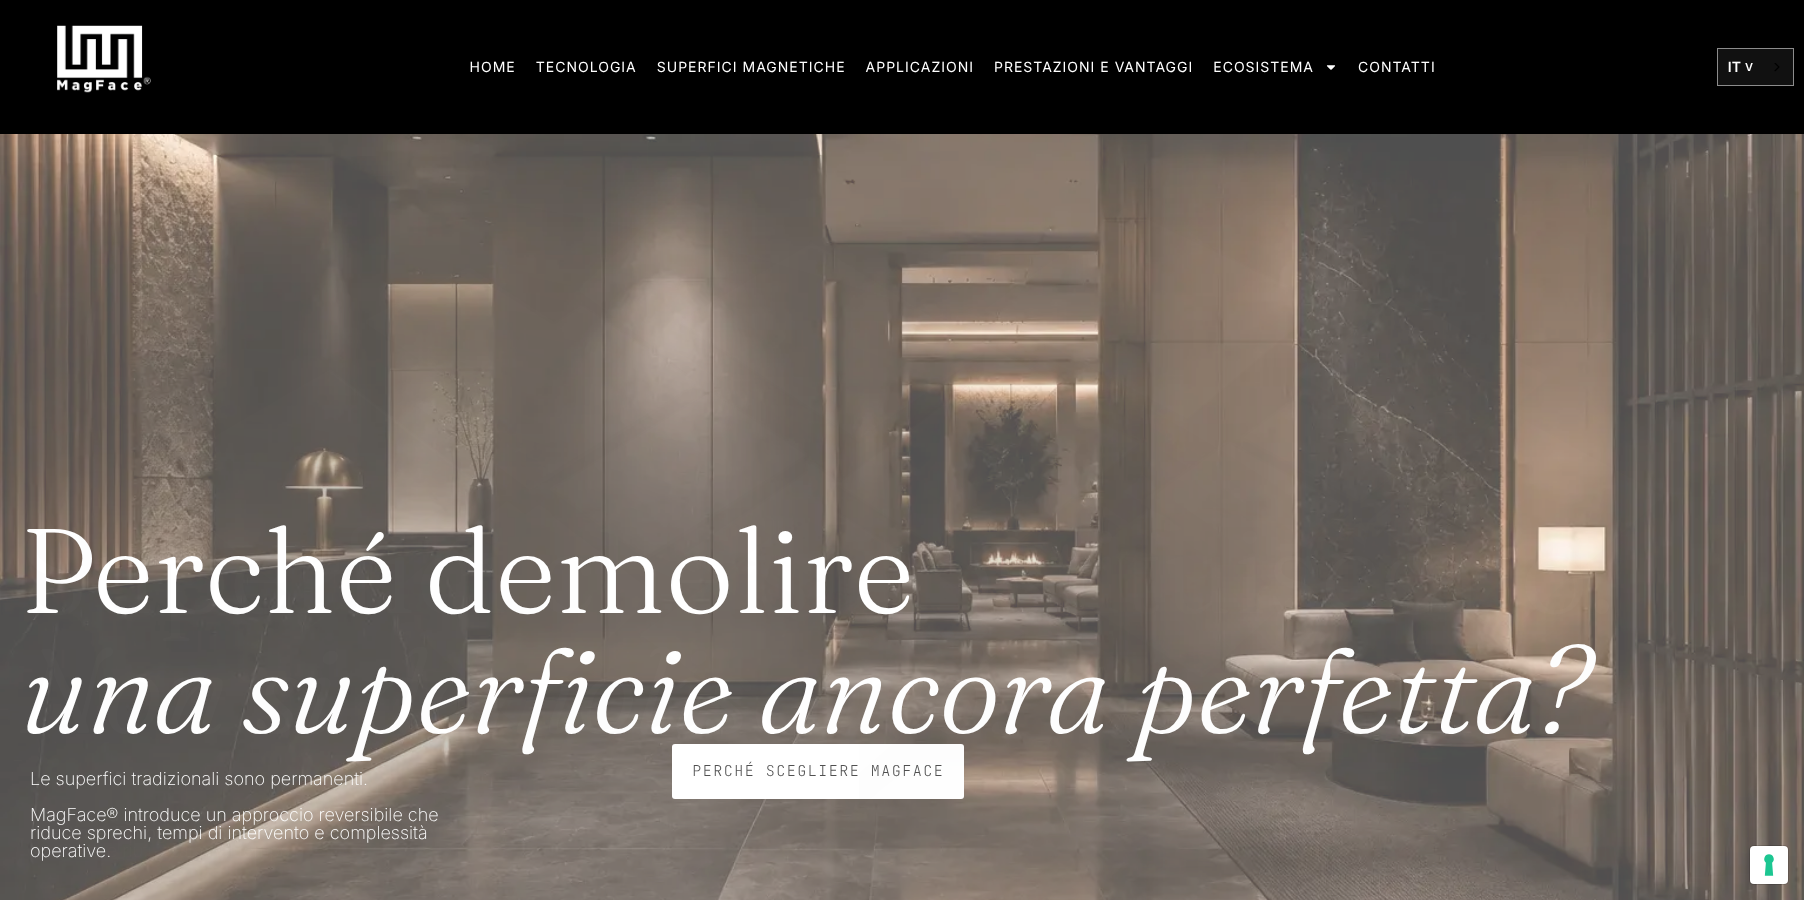 MagFace®
HOME TECNOLOGIA SUPERFICI MAGNETICHE APPLICAZIONI PRESTAZIONI E VANTAGGI ECOSISTEMA CONTATTI
IT v
Perché demolire
una superficie ancora perfetta?
PERCHÉ SCEGLIERE MAGFACE
Le superfici tradizionali sono permanenti.
MagFace® introduce un approccio reversibile che
riduce sprechi, tempi di intervento e complessità
operative.